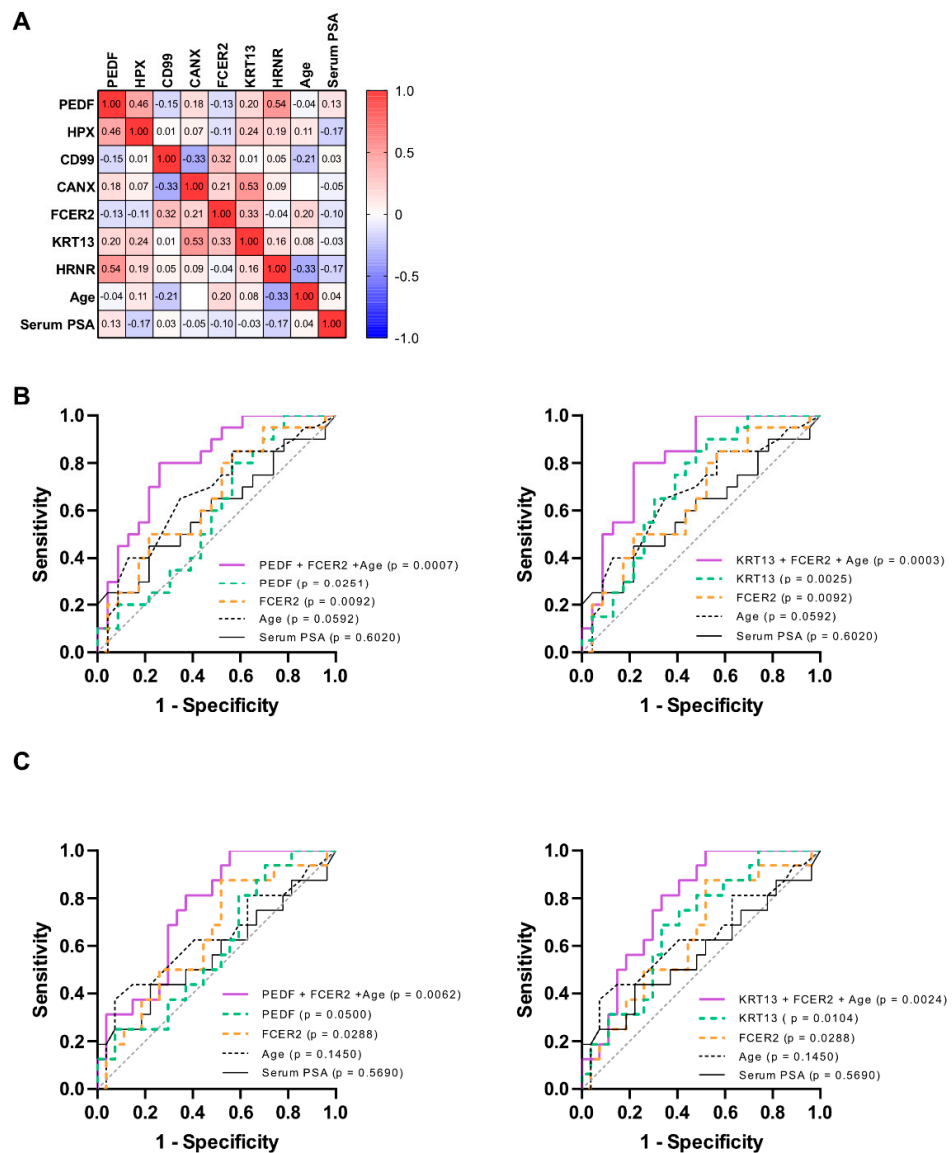 A
PEDF HPX CD99 CANX FCER2 KRT13 HRNR Age Serum PSA
PEDF 1.00 0.46 -0.15 0.18 -0.13 0.20 0.54 -0.04 0.13
HPX 0.46 1.00 0.01 0.07 -0.11 0.24 0.19 0.11 -0.17
CD99 -0.15 0.01 1.00 -0.33 0.32 0.01 0.05 -0.21 0.03
CANX 0.18 0.07 -0.33 1.00 0.21 0.53 0.09 -0.05
FCER2 -0.13 -0.11 0.32 0.21 1.00 0.33 -0.04 0.20 -0.10
KRT13 0.20 0.24 0.01 0.53 0.33 1.00 0.16 0.08 -0.03
HRNR 0.54 0.19 0.05 0.09 -0.04 0.16 1.00 -0.33 -0.17
Age -0.04 0.11 -0.21 0.20 0.08 -0.33 1.00 0.04
Serum PSA 0.13 -0.17 0.03 -0.05 -0.10 -0.03 -0.17 0.04 1.00
1.0
0.5
0
-0.5
-1.0
B
Sensitivity
1.0
0.8
0.6
0.4
0.2
0.0
0.0 0.2 0.4 0.6 0.8 1.0
1 - Specificity
PEDF + FCER2 +Age (p = 0.0007)
PEDF (p = 0.0251)
FCER2 (p = 0.0092)
Age (p = 0.0592)
Serum PSA (p = 0.6020)
Sensitivity
1.0
0.8
0.6
0.4
0.2
0.0
0.0 0.2 0.4 0.6 0.8 1.0
1 - Specificity
KRT13 + FCER2 + Age (p = 0.0003)
KRT13 (p = 0.0025)
FCER2 (p = 0.0092)
Age (p = 0.0592)
Serum PSA (p = 0.6020)
C
Sensitivity
1.0
0.8
0.6
0.4
0.2
0.0
0.0 0.2 0.4 0.6 0.8 1.0
1 - Specificity
PEDF + FCER2 +Age (p = 0.0062)
PEDF (p = 0.0500)
FCER2 (p = 0.0288)
Age (p = 0.1450)
Serum PSA (p = 0.5690)
Sensitivity
1.0
0.8
0.6
0.4
0.2
0.0
0.0 0.2 0.4 0.6 0.8 1.0
1 - Specificity
KRT13 + FCER2 + Age (p = 0.0024)
KRT13 ( p = 0.0104)
FCER2 (p = 0.0288)
Age (p = 0.1450)
Serum PSA (p = 0.5690)